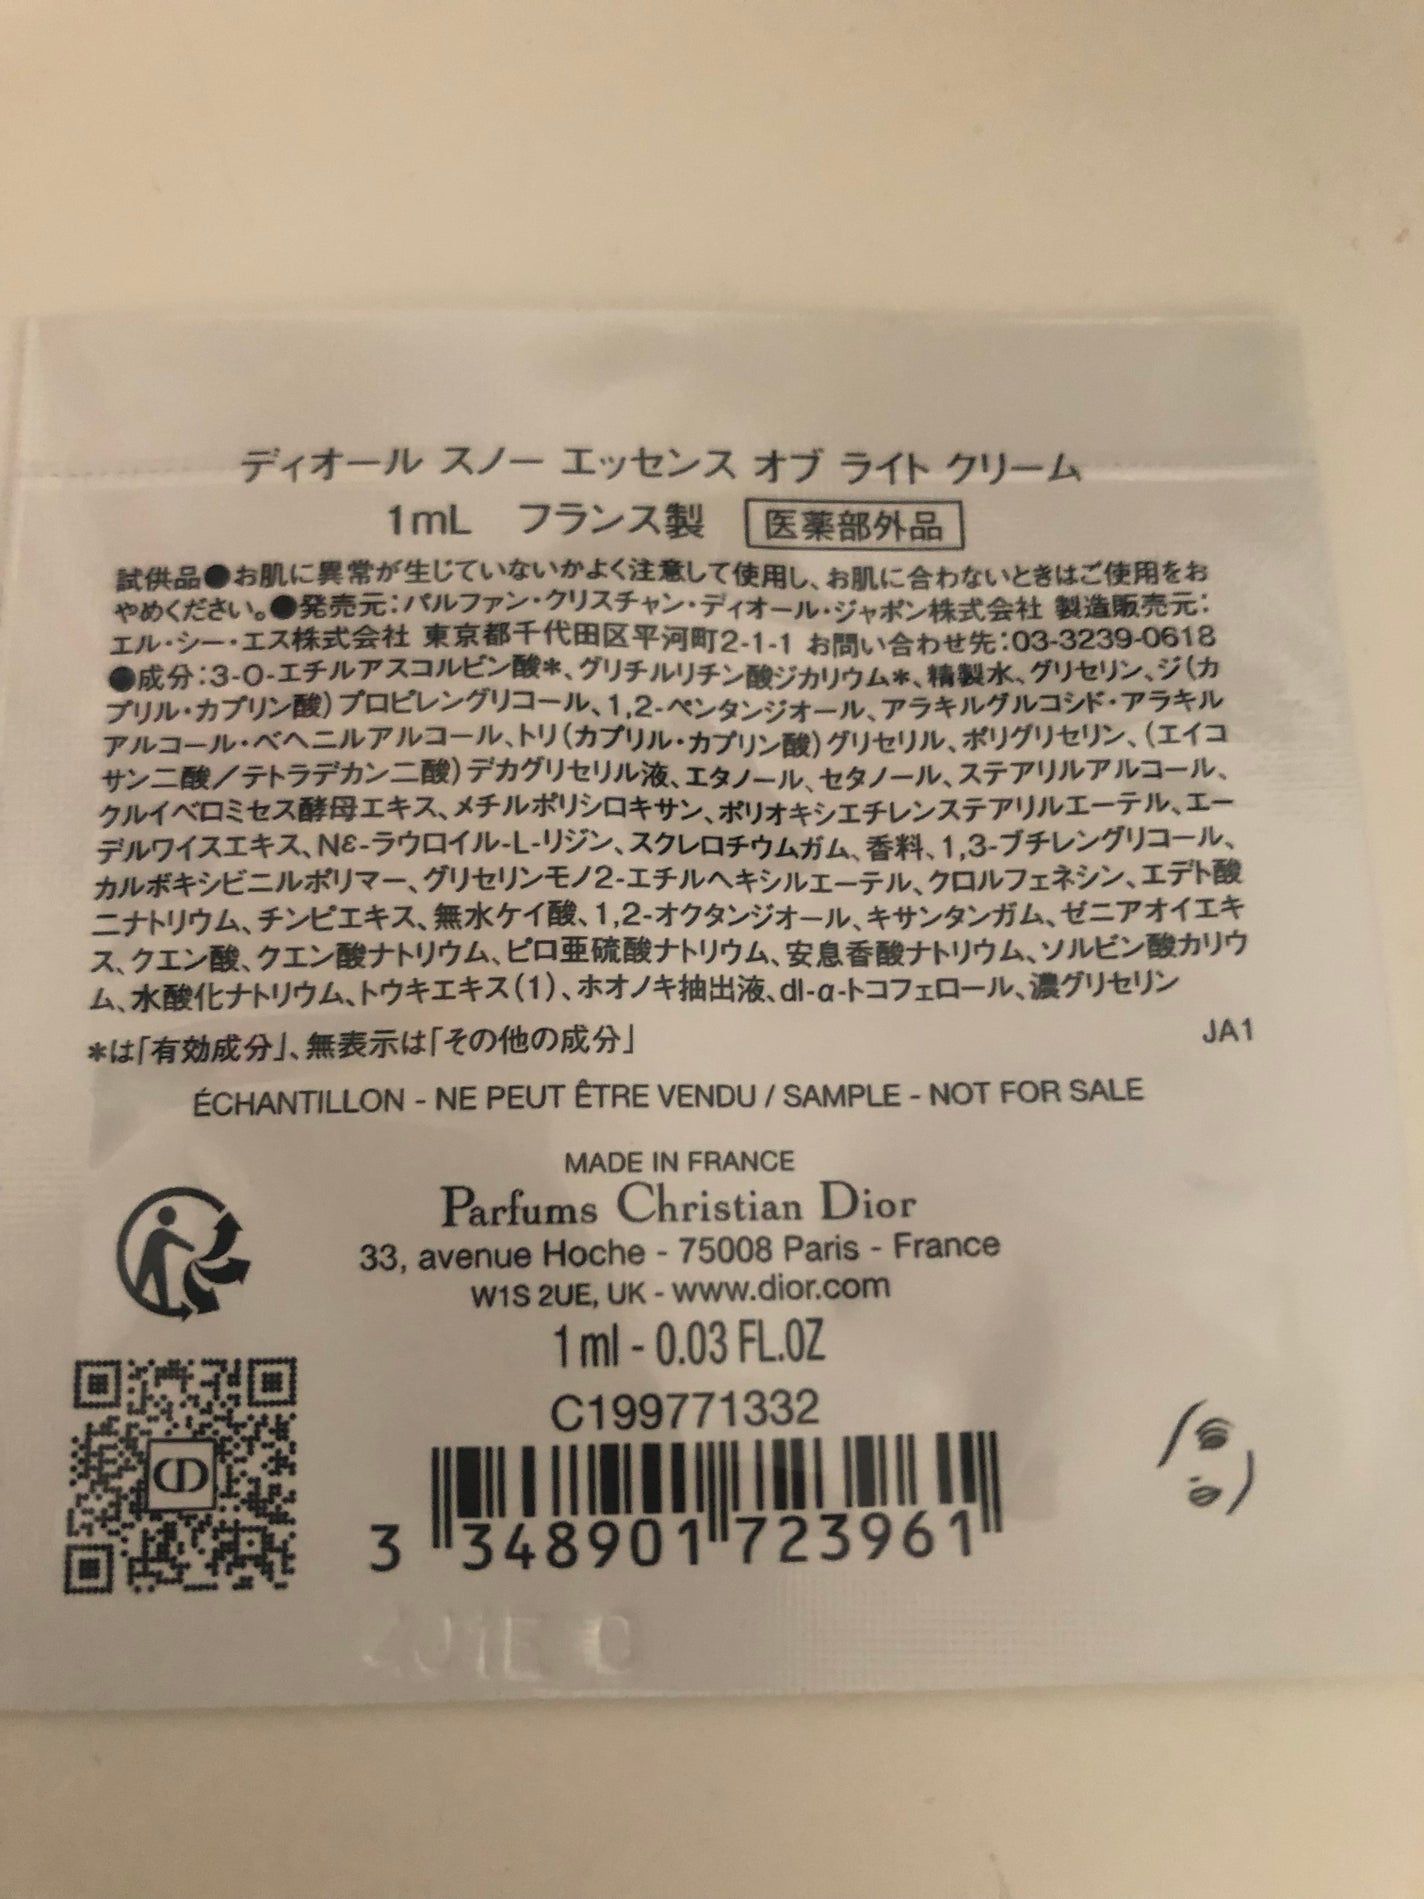 ディオール スノー エッセンス オブ ライト クリーム
1mL フランス製 医薬部外品
試供品●お肌に異常が生じていないかよく注意して使用し、お肌に合わないときはご使用をお
やめください。●発売元:パルファン・クリスチャン・ディオール・ジャポン株式会社 製造販売元:
エル・シー・エス株式会社 東京都千代田区平河町2-1-1 お問い合わせ先:03-3239-0618
●成分:3-O-エチルアスコルビン酸*、グリチルリチン酸ジカリウム*、精製水、グリセリン、ジ(カ
プリル・カプリン酸)プロピレングリコール、1,2-ペンタンジオール、アラキルグルコシド・アラキル
アルコール・ベヘニルアルコール、トリ(カプリル・カプリン酸)グリセリル、ポリグリセリン、(エイコ
サン二酸/テトラデカン二酸)デカグリセリル液、エタノール、セタノール、ステアリルアルコール、
クルイベロミセス酵母エキス、メチルポリシロキサン、ポリオキシエチレンステアリルエーテル、エー
デルワイスエキス、Nε-ラウロイル-L-リジン、スクレロチウムガム、香料、1,3-ブチレングリコール、
カルボキシビニルポリマー、グリセリンモノ2-エチルヘキシルエーテル、クロルフェネシン、エデト酸
二ナトリウム、チンピエキス、無水ケイ酸、1,2-オクタンジオール、キサンタンガム、ゼニアオイエキ
ス、クエン酸、クエン酸ナトリウム、ピロ亜硫酸ナトリウム、安息香酸ナトリウム、ソルビン酸カリウ
ム、水酸化ナトリウム、トウキエキス(1)、ホオノキ抽出液、dl-α-トコフェロール、濃グリセリン
*は「有効成分」、無表示は「その他の成分」 JA1
ÉCHANTILLON - NE PEUT ÊTRE VENDU / SAMPLE - NOT FOR SALE
MADE IN FRANCE
Parfums Christian Dior
33, avenue Hoche - 75008 Paris - France
W1S 2UE, UK - www.dior.com
1 ml - 0.03 FL.OZ
C199771332
CD
3 348901 723961